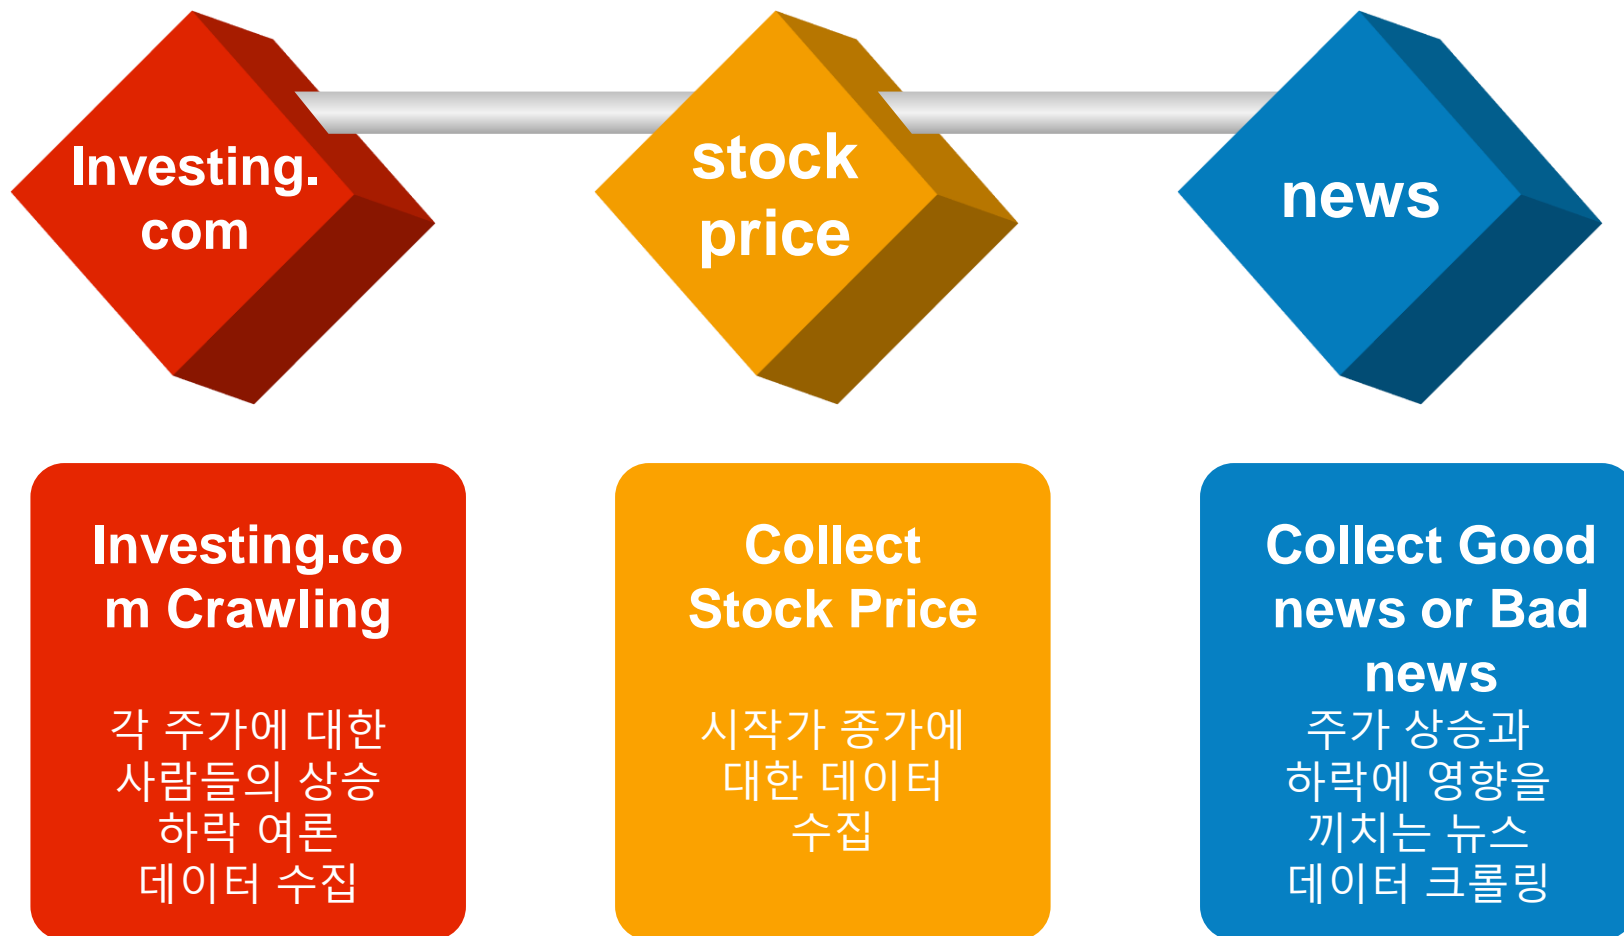 Investing.
com
stock
price
news
Investing.co
m Crawling
각 주가에 대한
사람들의 상승
하락 여론
데이터 수집
Collect
Stock Price
시작가 종가에
대한 데이터
수집
Collect Good
news or Bad
news
주가 상승과
하락에 영향을
끼치는 뉴스
데이터 크롤링